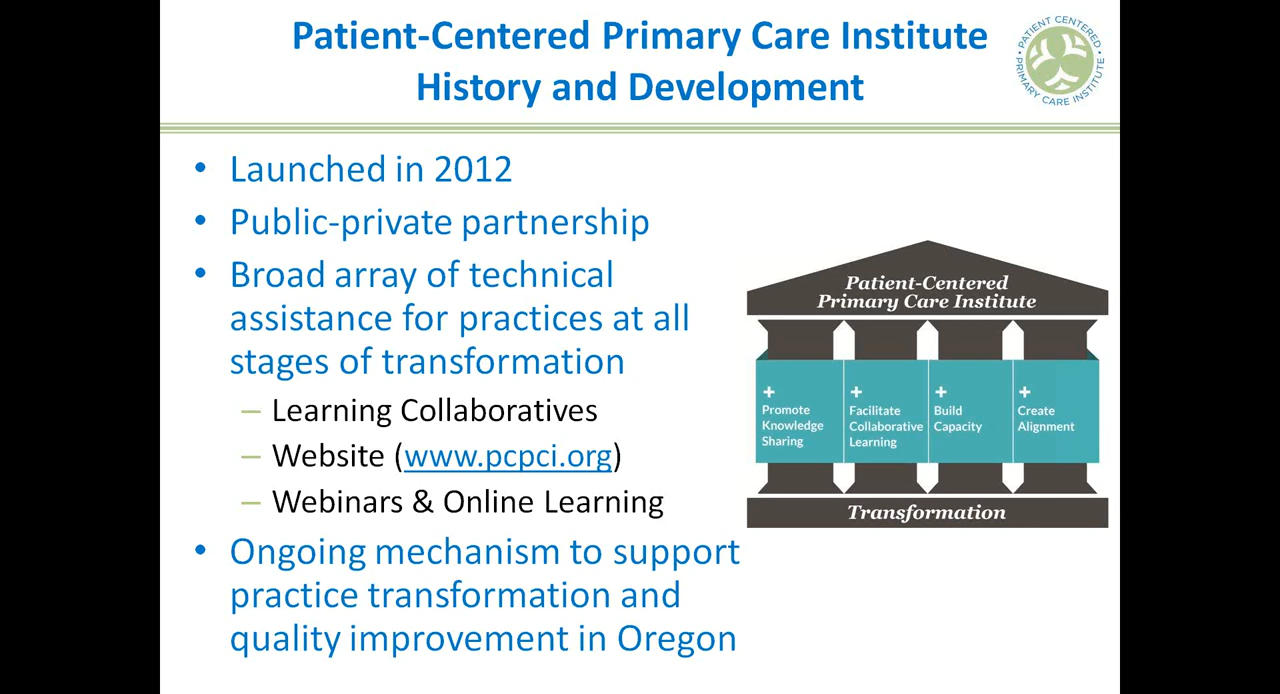 Patient-Centered Primary Care Institute
History and Development
PATIENT CENTERED
PRIMARY CARE INSTITUTE
• Launched in 2012
• Public-private partnership
• Broad array of technical
assistance for practices at all
stages of transformation
– Learning Collaboratives
– Website (www.pcpci.org)
– Webinars & Online Learning
• Ongoing mechanism to support
practice transformation and
quality improvement in Oregon
Patient-Centered
Primary Care Institute
+
Promote
Knowledge
Sharing
+
Facilitate
Collaborative
Learning
+
Build
Capacity
+
Create
Alignment
Transformation